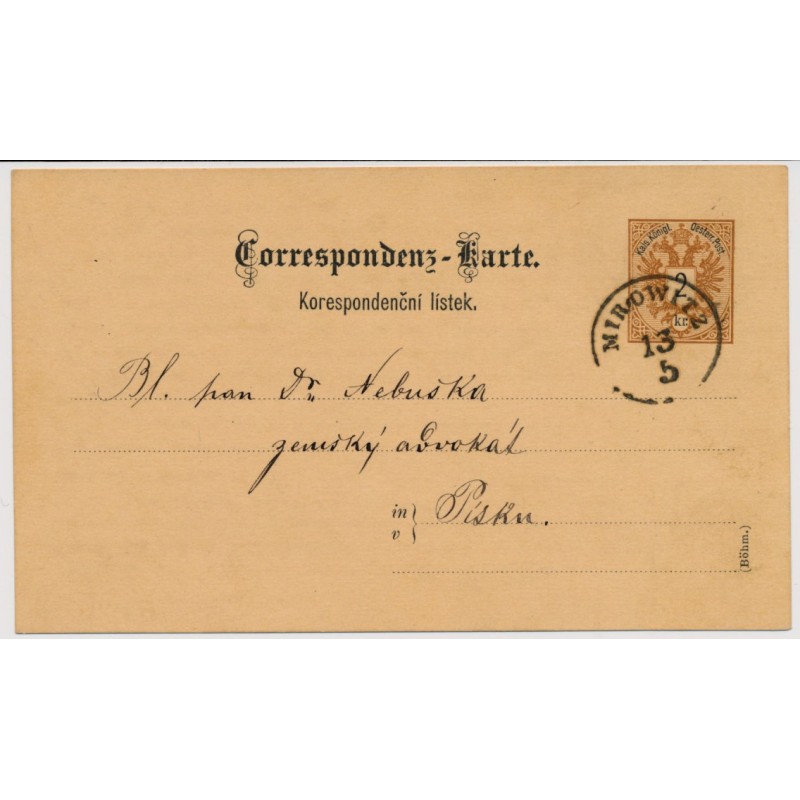 Correspondenz-Karte.
Korespondenční lístek.
Kais. Königl. Oesterr. Post
2
kr.
MIROWITZ
13
5
Bl. pan Dr. Nebuška
zemský advokát
in
v
Písku.
(Böhm.)